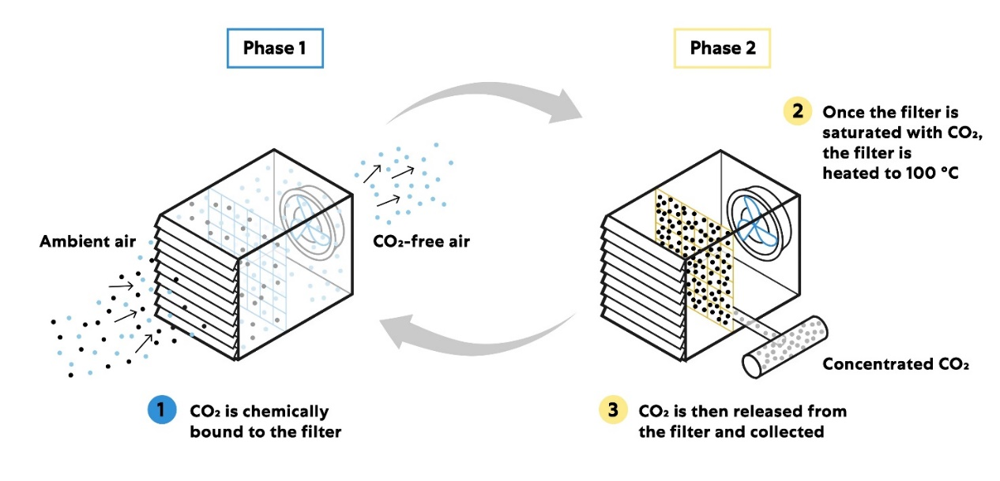 Phase 1
Phase 2
2
Once the filter is
saturated with CO₂,
the filter is
heated to 100 °C
Ambient air
CO₂-free air
Concentrated CO₂
1
CO₂ is chemically
bound to the filter
3
CO₂ is then released from
the filter and collected